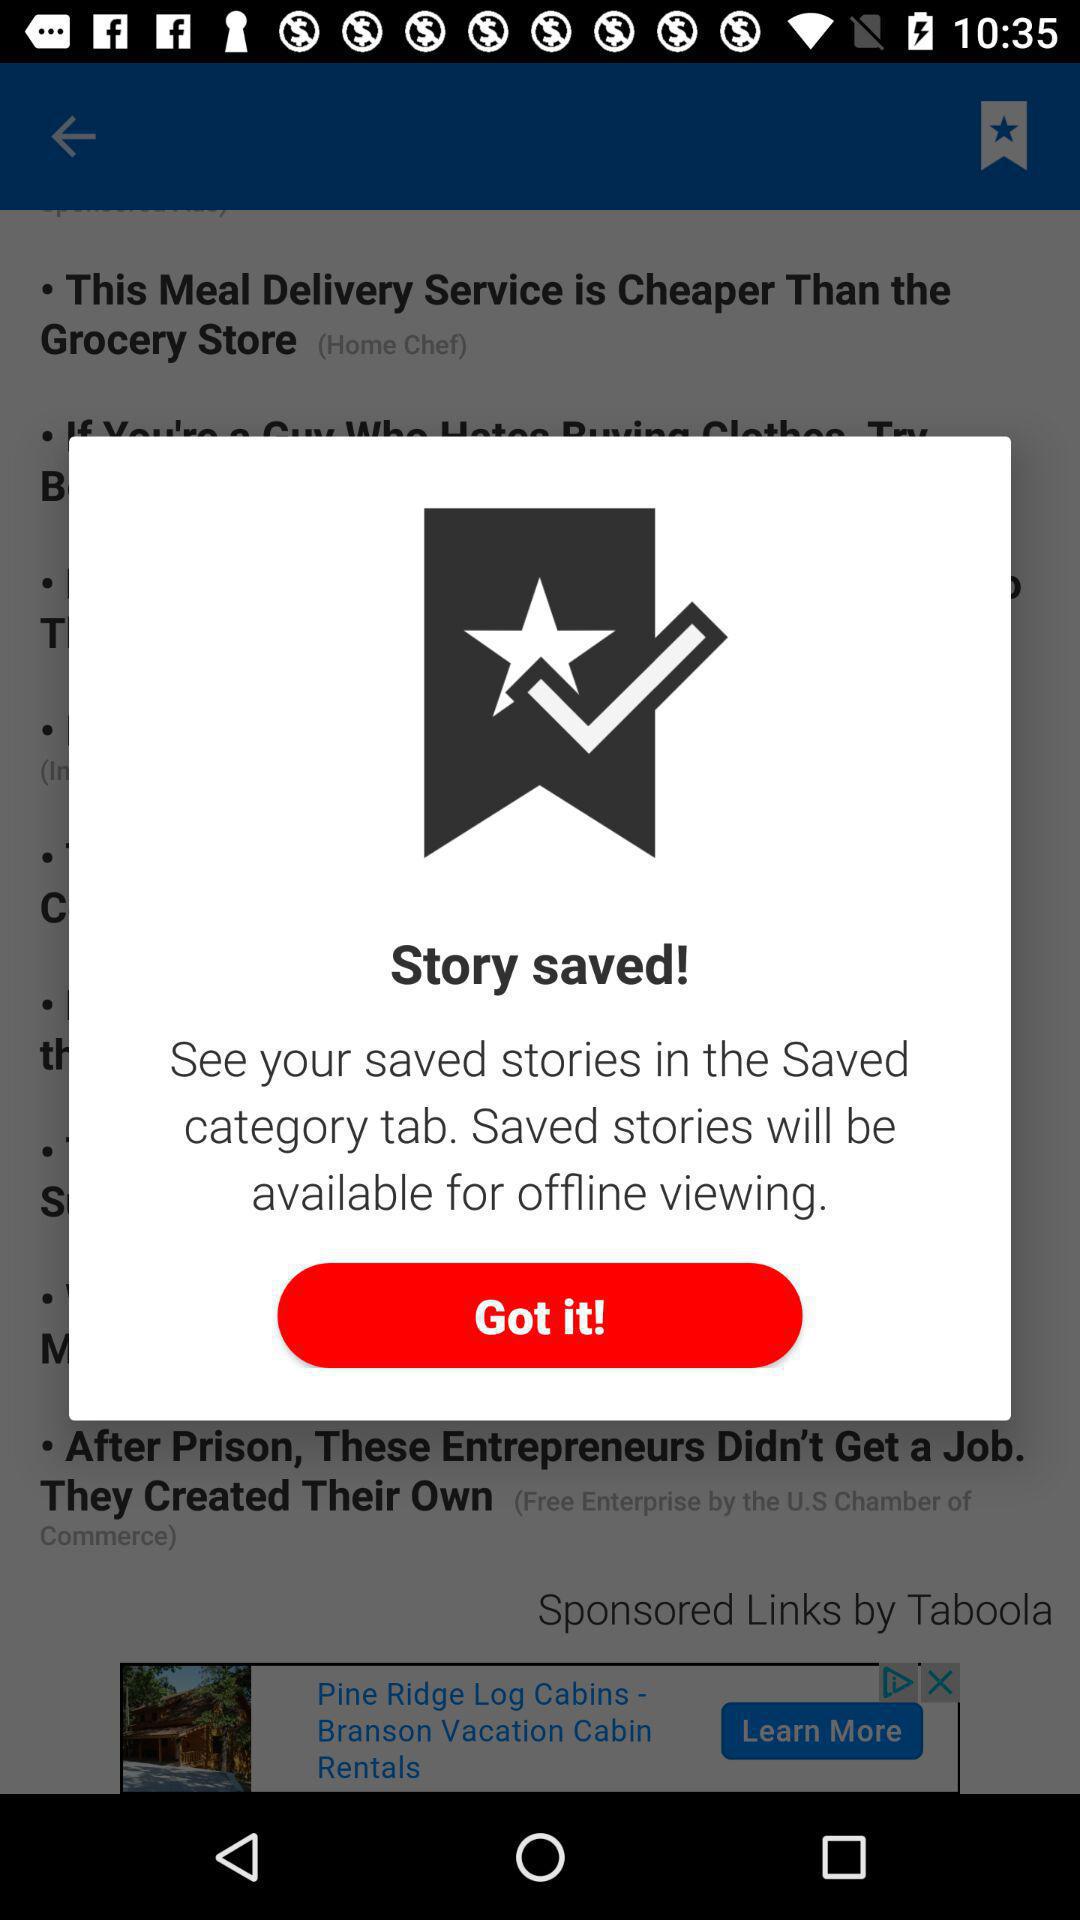 10:35
• This Meal Delivery Service is Cheaper Than the
Grocery Store (Home Chef)
• If You're a Guy Who Hates Buying Clothes, Try
Story saved!
See your saved stories in the Saved
category tab. Saved stories will be
available for offline viewing.
Got it!
• After Prison, These Entrepreneurs Didn’t Get a Job.
They Created Their Own (Free Enterprise by the U.S Chamber of
Commerce)
Sponsored Links by Taboola
Pine Ridge Log Cabins -
Branson Vacation Cabin
Rentals
Learn More